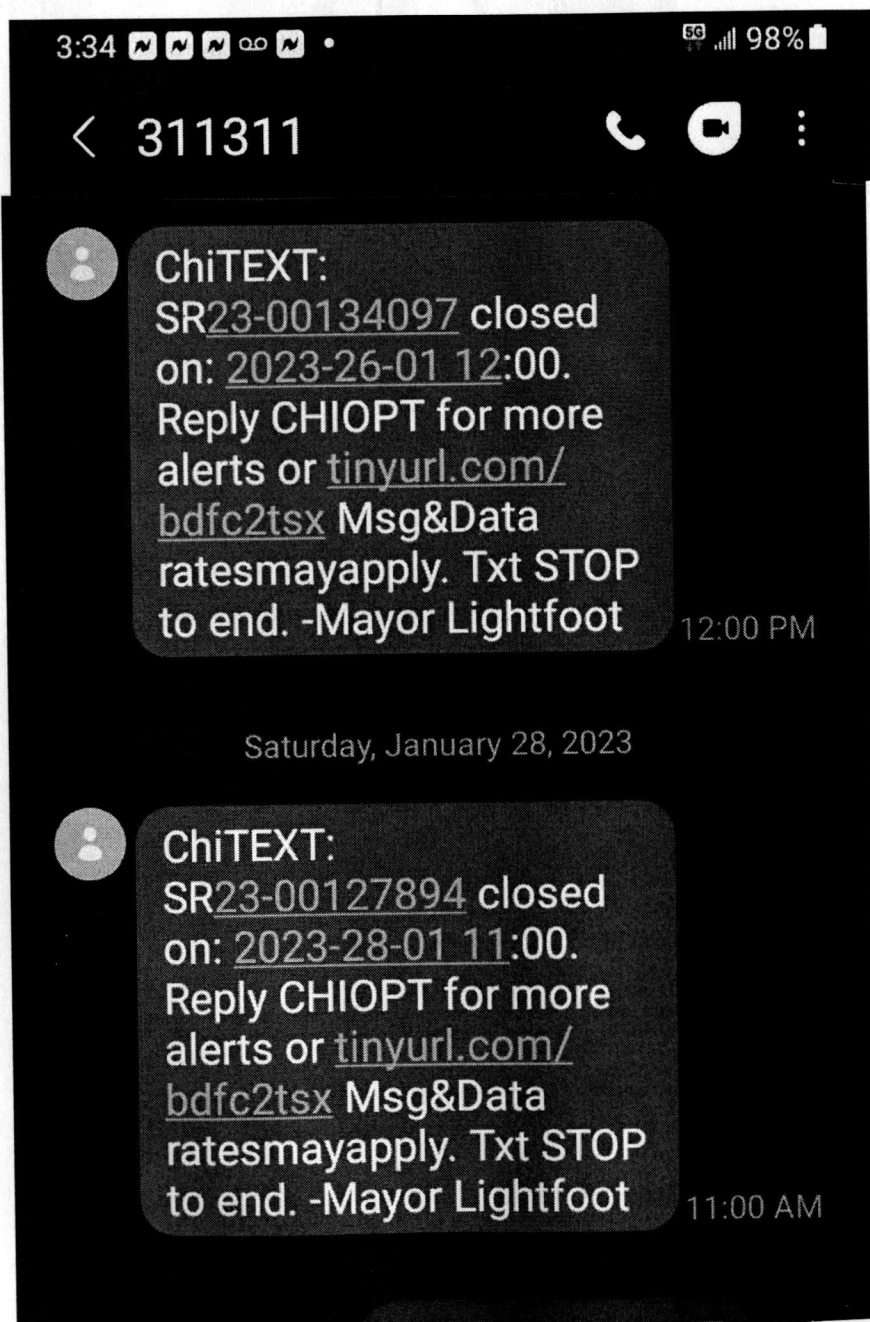 3:34 98%
311311
ChiTEXT:
SR23-00134097 closed
on: 2023-26-01 12:00.
Reply CHIOPT for more
alerts or tinyurl.com/
bdfc2tsx Msg&Data
ratesmayapply. Txt STOP
to end. -Mayor Lightfoot
12:00 PM
Saturday, January 28, 2023
ChiTEXT:
SR23-00127894 closed
on: 2023-28-01 11:00.
Reply CHIOPT for more
alerts or tinyurl.com/
bdfc2tsx Msg&Data
ratesmayapply. Txt STOP
to end. -Mayor Lightfoot
11:00 AM